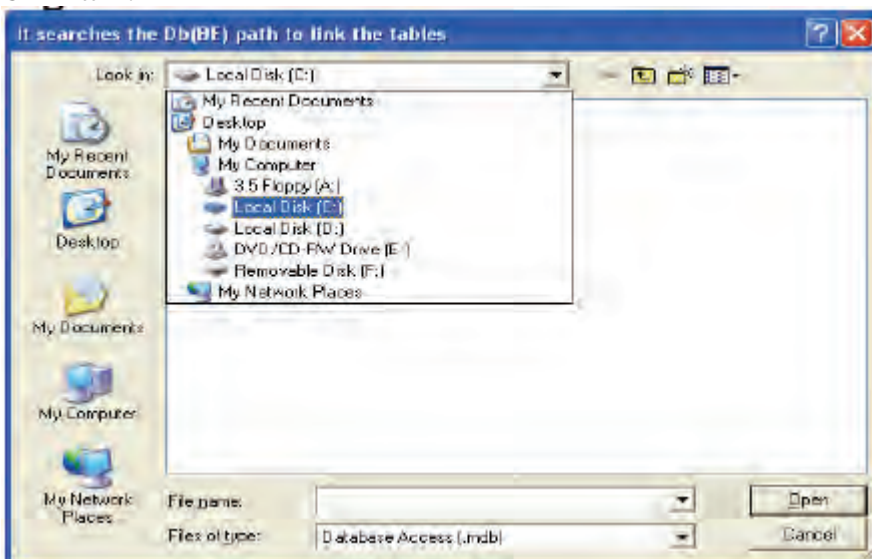 It searches the Db(BE) path to link the tables
Look in: Local Disk (C:)
My Recent Documents
Desktop
My Documents
My Computer
3.5 Floppy (A:)
Local Disk (C:)
Local Disk (D:)
DVD/CD-RW Drive (E:)
Removable Disk (F:)
My Network Places
My Recent
Documents
Desktop
My Documents
My Computer
My Network
Places
File name:
Open
Files of type: Database Access (.mdb)
Cancel